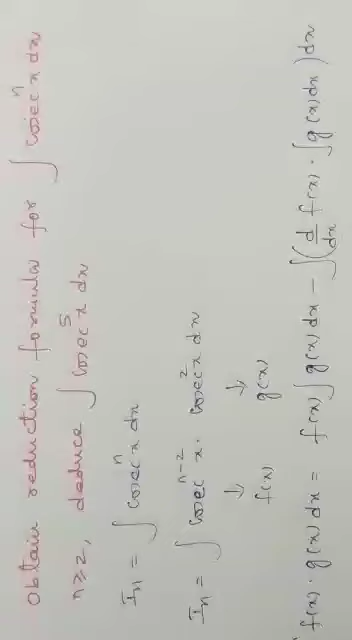 Obtain reduction formula for ∫ cosecⁿ x dx
n≥2, deduce ∫ cosec⁵ x dx
Iₙ = ∫ cosecⁿ x dx
Iₙ = ∫ cosecⁿ⁻² x · cosec² x dx
↓ ↓
f(x) g(x)
f(x) · g(x) dx = f(x) ∫ g(x) dx − ∫ (d/dx f(x) · ∫ g(x) dx) dx